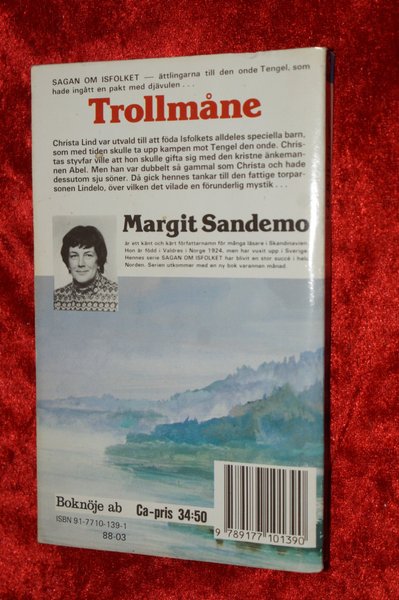 SAGAN OM ISFOLKET — ättlingarna till den onde Tengel, som
hade ingått en pakt med djävulen . . .
Trollmåne
Christa Lind var utvald till att föda Isfolkets alldeles speciella barn,
som med tiden skulle ta upp kampen mot Tengel den onde. Chris-
tas styvfar ville att hon skulle gifta sig med den kristne änkeman-
nen Abel. Men han var dubbelt så gammal som Christa och hade
dessutom sju söner. Då gick hennes tankar till den fattige torpar-
sonen Lindelo, över vilken det vilade en förunderlig mystik . . .
Margit Sandemo
är ett känt och kärt författarnamn för många läsare i Skandinavien.
Hon är född i Valdres i Norge 1924, men har vuxit upp i Sverige.
Hennes serie SAGAN OM ISFOLKET har blivit en stor succé i hela
Norden. Serien utkommer med en ny bok varannan månad.
Boknöje ab Ca-pris 34:50
ISBN 91-7710-139-1
88-03
9 789177 101390